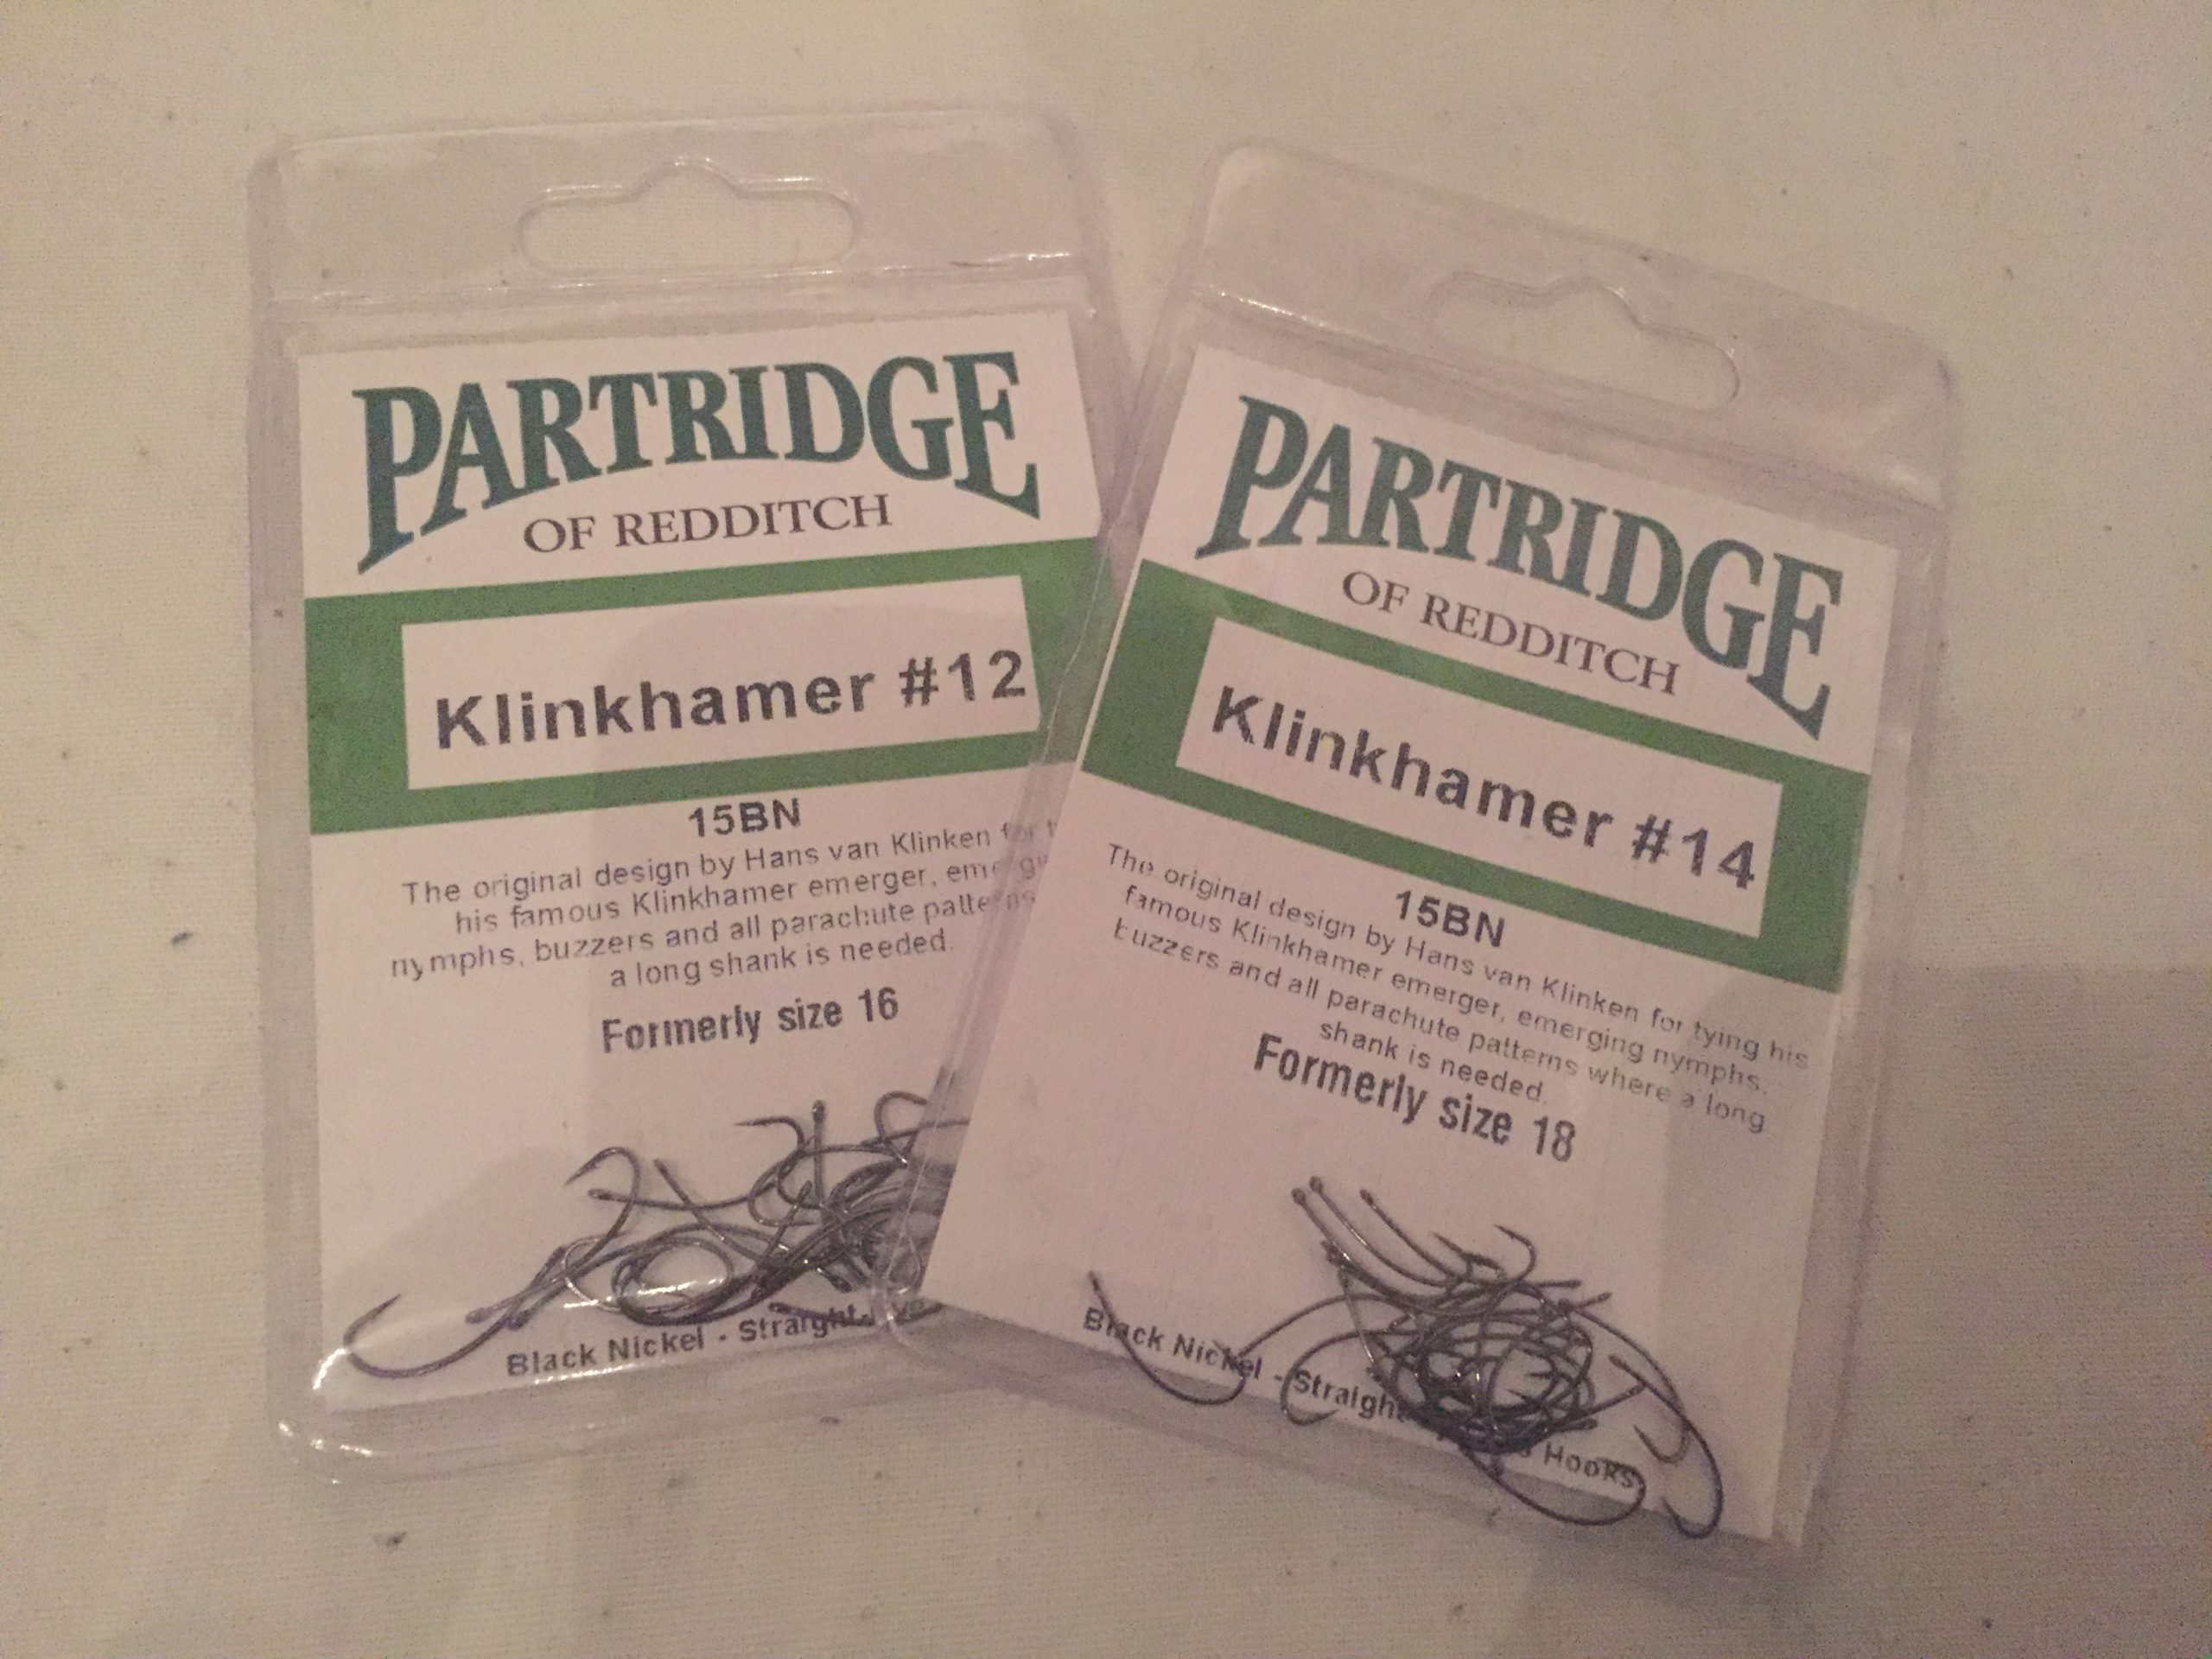 PARTRIDGE
OF REDDITCH
Klinkhamer #12
15BN
The original design by Hans van Klinken for
his famous Klinkhamer emerger,
nymphs, buzzers and all parachute patterns
a long shank is needed.
Formerly size 16
Black Nickel - Straight
PARTRIDGE
OF REDDITCH
Klinkhamer #14
15BN
The original design by Hans van Klinken for tying his
famous Klinkhamer emerger, emerging nymphs,
buzzers and all parachute patterns where a long
shank is needed.
Formerly size 18
Black Nickel - Straight Hooks